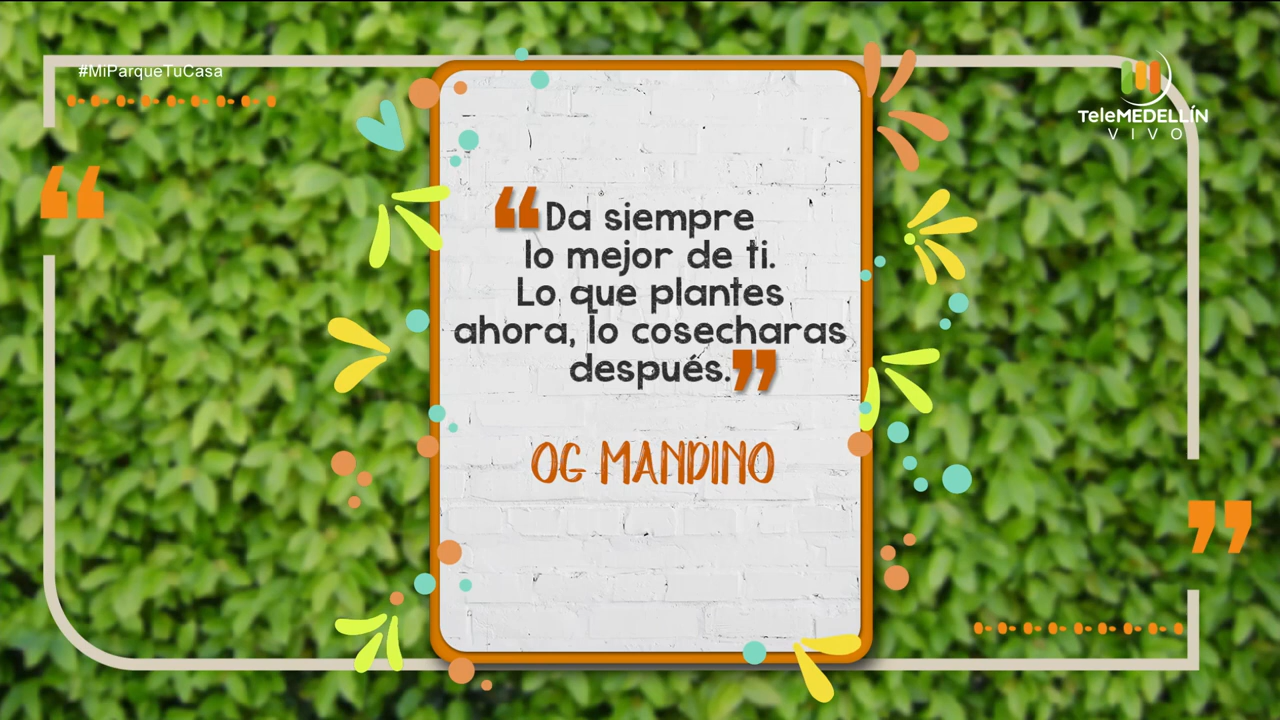 #MiParqueTuCasa
TeleMEDELLÍN
VIVO
“Da siempre
lo mejor de ti.
Lo que plantes
ahora, lo cosecharas
después.”
OG MANDINO